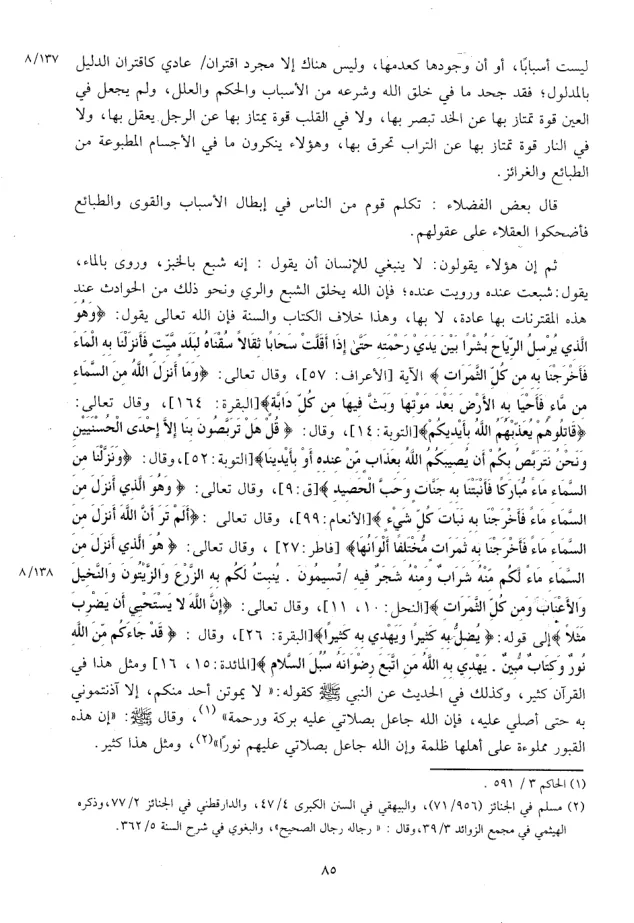 ٨/١٣٧
ليست أسبابًا، أو أن وجودها كعدمها، وليس هناك إلا مجرد اقتران/ عادي كاقتران الدليل
بالمدلول؛ فقد جحد ما في خلق الله وشرعه من الأسباب والحكم والعلل، ولم يجعل في
العين قوة تمتاز بها عن الخد تبصر بها، ولا في القلب قوة يمتاز بها عن الرجل يعقل بها، ولا
في النار قوة تمتاز بها عن التراب تحرق بها، وهؤلاء ينكرون ما في الأجسام المطبوعة من
الطبائع والغرائز.
قال بعض الفضلاء : تكلم قوم من الناس في إبطال الأسباب والقوى والطبائع
فأضحكوا العقلاء على عقولهم.
ثم إن هؤلاء يقولون: لا ينبغي للإنسان أن يقول : إنه شبع بالخبز، وروى بالماء،
يقول: شبعت عنده ورويت عنده؛ فإن الله يخلق الشبع والري ونحو ذلك من الحوادث عند
هذه المقترنات بها عادة، لا بها، وهذا خلاف الكتاب والسنة فإن الله تعالى يقول: ﴿وَهُوَ
الَّذي يُرْسِلُ الرِّيَاحَ بُشْرًا بَيْنَ يَدَيْ رَحْمَتِه حَتَّىٰ إِذَا أَقَلَّتْ سَحَابًا ثِقَالاً سُقْنَاهُ لِبَلَدٍ مَّيِّتٍ فَأَنزَلْنَا بِهِ الْمَاءَ
فَأَخْرَجْنَا بِه مِن كُلِّ الثَّمَرَات ﴾ الآية [الأعراف: ٥٧]، وقال تعالى: ﴿وَمَا أَنزَلَ اللَّهُ مِنَ السَّمَاءِ
مِن مَّاءٍ فَأَحْيَا بِهِ الأَرْضَ بَعْدَ مَوْتِهَا وَبَثَّ فِيهَا مِن كُلِّ دَابَّةٍ﴾[البقرة: ١٦٤]، وقال تعالى:
﴿قَاتِلُوهُمْ يُعَذِّبْهُمُ اللَّهُ بِأَيْدِيكُمْ﴾[التوبة:١٤]، وقال: ﴿ قُلْ هَلْ تَرَبَّصُونَ بِنَا إِلاَّ إِحْدَى الْحُسْنَيَيْنِ
وَنَحْنُ نَتَرَبَّصُ بِكُمْ أَن يُصِيبَكُمُ اللَّهُ بِعَذَابٍ مِّنْ عِندِه أَوْ بِأَيْدِينَا﴾[التوبة:٥٢]،وقال: ﴿وَنَزَّلْنَا مِنَ
السَّمَاءِ مَاءً مُّبَارَكًا فَأَنْبَتْنَا بِه جَنَّاتٍ وَحَبَّ الْحَصِيد ﴾[ق:٩]، وقال تعالى: ﴿ وَهُوَ الَّذي أَنزَلَ مِنَ
السَّمَاءِ مَاءً فَأَخْرَجْنَا بِه نَبَاتَ كُلِّ شَيْءٍ ﴾[الأنعام:٩٩]، وقال تعالى :﴿أَلَمْ تَرَ أَنَّ اللَّهَ أَنزَلَ مِنَ
السَّمَاءِ مَاءً فَأَخْرَجْنَا بِه ثَمَرَاتٍ مُّخْتَلِفًا أَلْوَانُهَا﴾ [فاطر:٢٧] ، وقال تعالى: ﴿ هُوَ الَّذي أَنزَلَ مِنَ
٨/١٣٨
السَّمَاءِ مَاءً لَّكُم مِّنْهُ شَرَابٌ وَمِنْهُ شَجَرٌ فِيهِ /تُسِيمُونَ . يُنبِتُ لَكُم بِهِ الزَّرْعَ وَالزَّيْتُونَ وَالنَّخِيلَ
وَالأَعْنَابَ وَمِن كُلِّ الثَّمَرَات ﴾[النحل: ١٠، ١١]، وقال تعالى: ﴿إِنَّ اللَّهَ لا يَسْتَحْيِي أَن يَضْرِبَ
مَثَلاً ﴾إلى قوله: ﴿ يُضِلُّ بِه كَثِيرًا وَيَهْدِي بِه كَثِيرًا﴾[البقرة: ٢٦]، وقال : ﴿ قَدْ جَاءَكُم مِّنَ اللَّهِ
نُورٌ وَكِتَابٌ مُّبِينٌ . يَهْدِي بِهِ اللَّهُ مَنِ اتَّبَعَ رِضْوَانَهُ سُبُلَ السَّلامِ ﴾[المائدة:١٥، ١٦] ومثل هذا في
القرآن كثير، وكذلك في الحديث عن النبي ﷺ كقوله:« لا يموتن أحد منكم، إلا آذنتموني
به حتى أصلي عليه، فإن الله جاعل بصلاتي عليه بركة ورحمة» (١)، وقال ﷺ: «إن هذه
القبور مملوءة على أهلها ظلمة وإن الله جاعل بصلاتي عليهم نورًا»(٢)، ومثل هذا كثير.
(١) الحاكم ٣ / ٥٩١ .
(٢) مسلم في الجنائز (٩٥٦/ ٧١)، والبيهقي في السنن الكبرى ٤/ ٤٧، والدارقطني في الجنائز ٢/ ٧٧،وذكره
الهيثمي في مجمع الزوائد ٣/ ٣٩،وقال : « رجاله رجال الصحيح»، والبغوي في شرح السنة ٥/ ٣٦٢.
٨٥